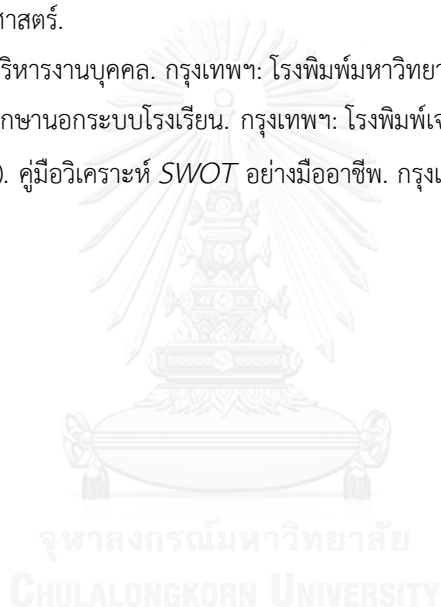 ศาสตร์.
ริหารงานบุคคล. กรุงเทพฯ: โรงพิมพ์มหาวิทยา
กษานอกระบบโรงเรียน. กรุงเทพฯ: โรงพิมพ์เจ
). คู่มือวิเคราะห์ SWOT อย่างมืออาชีพ. กรุงเ
จุฬาลงกรณ์มหาวิทยาลัย
CHULALONGKORN UNIVERSITY